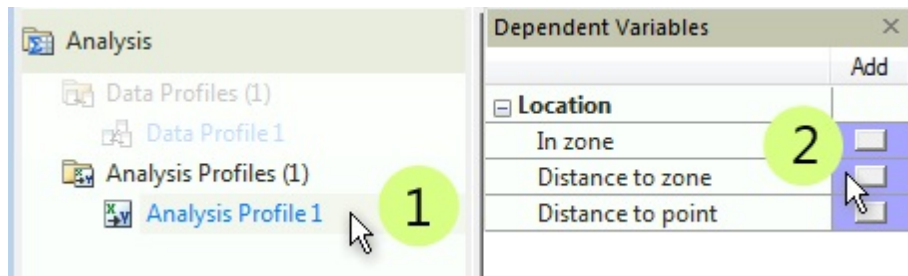 Analysis
Data Profiles (1)
Data Profile 1
Analysis Profiles (1)
Analysis Profile 1
1
Dependent Variables
Add
Location
In zone
2
Distance to zone
Distance to point